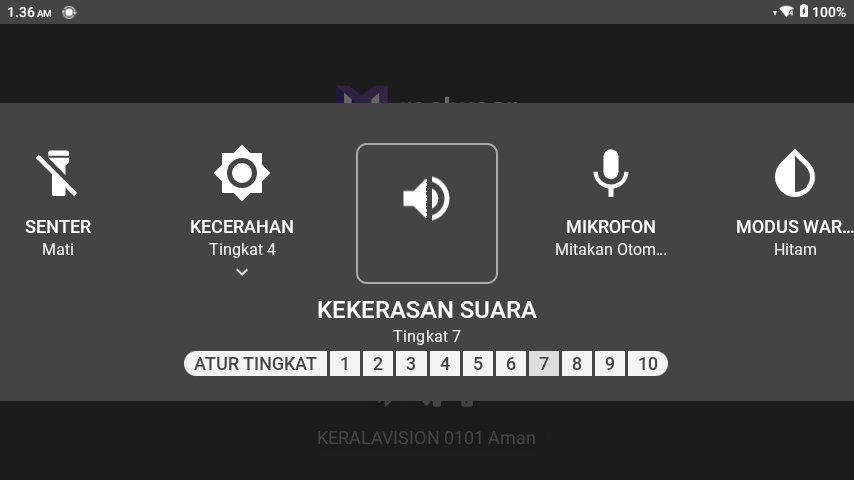 1.36 AM
100%
SENTER
Mati
KECERAHAN
Tingkat 4
MIKROFON
Mitakan Otom...
MODUS WAR...
Hitam
KEKERASAN SUARA
Tingkat 7
ATUR TINGKAT 1 2 3 4 5 6 7 8 9 10
KERALAVISION 0101 Aman